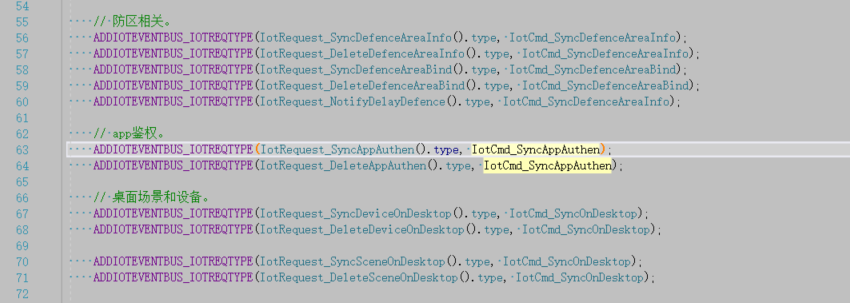 54
55 // 防区相关。
56 ADDIOTEVENTBUS_IOTREQTYPE(IotRequest_SyncDefenceAreaInfo().type, IotCmd_SyncDefenceAreaInfo);
57 ADDIOTEVENTBUS_IOTREQTYPE(IotRequest_DeleteDefenceAreaInfo().type, IotCmd_SyncDefenceAreaInfo);
58 ADDIOTEVENTBUS_IOTREQTYPE(IotRequest_SyncDefenceAreaBind().type, IotCmd_SyncDefenceAreaBind);
59 ADDIOTEVENTBUS_IOTREQTYPE(IotRequest_DeleteDefenceAreaBind().type, IotCmd_SyncDefenceAreaBind);
60 ADDIOTEVENTBUS_IOTREQTYPE(IotRequest_NotifyDelayDefence().type, IotCmd_SyncDefenceAreaInfo);
61
62 // app鉴权。
63 ADDIOTEVENTBUS_IOTREQTYPE(IotRequest_SyncAppAuthen().type, IotCmd_SyncAppAuthen);
64 ADDIOTEVENTBUS_IOTREQTYPE(IotRequest_DeleteAppAuthen().type, IotCmd_SyncAppAuthen);
65
66 // 桌面场景和设备。
67 ADDIOTEVENTBUS_IOTREQTYPE(IotRequest_SyncDeviceOnDesktop().type, IotCmd_SyncOnDesktop);
68 ADDIOTEVENTBUS_IOTREQTYPE(IotRequest_DeleteDeviceOnDesktop().type, IotCmd_SyncOnDesktop);
69
70 ADDIOTEVENTBUS_IOTREQTYPE(IotRequest_SyncSceneOnDesktop().type, IotCmd_SyncOnDesktop);
71 ADDIOTEVENTBUS_IOTREQTYPE(IotRequest_DeleteSceneOnDesktop().type, IotCmd_SyncOnDesktop);
72